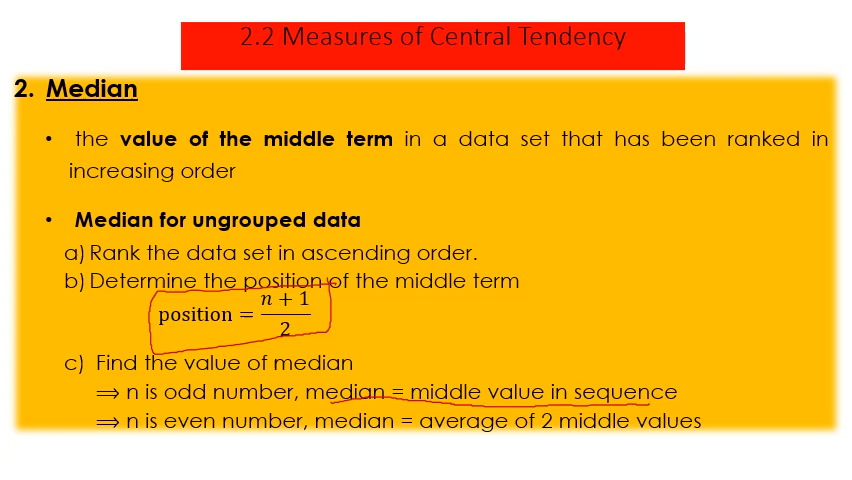 2.2 Measures of Central Tendency
2. Median
• the value of the middle term in a data set that has been ranked in
increasing order
• Median for ungrouped data
a) Rank the data set in ascending order.
b) Determine the position of the middle term
position = (n + 1)/2
c) Find the value of median
⟹ n is odd number, median = middle value in sequence
⟹ n is even number, median = average of 2 middle values